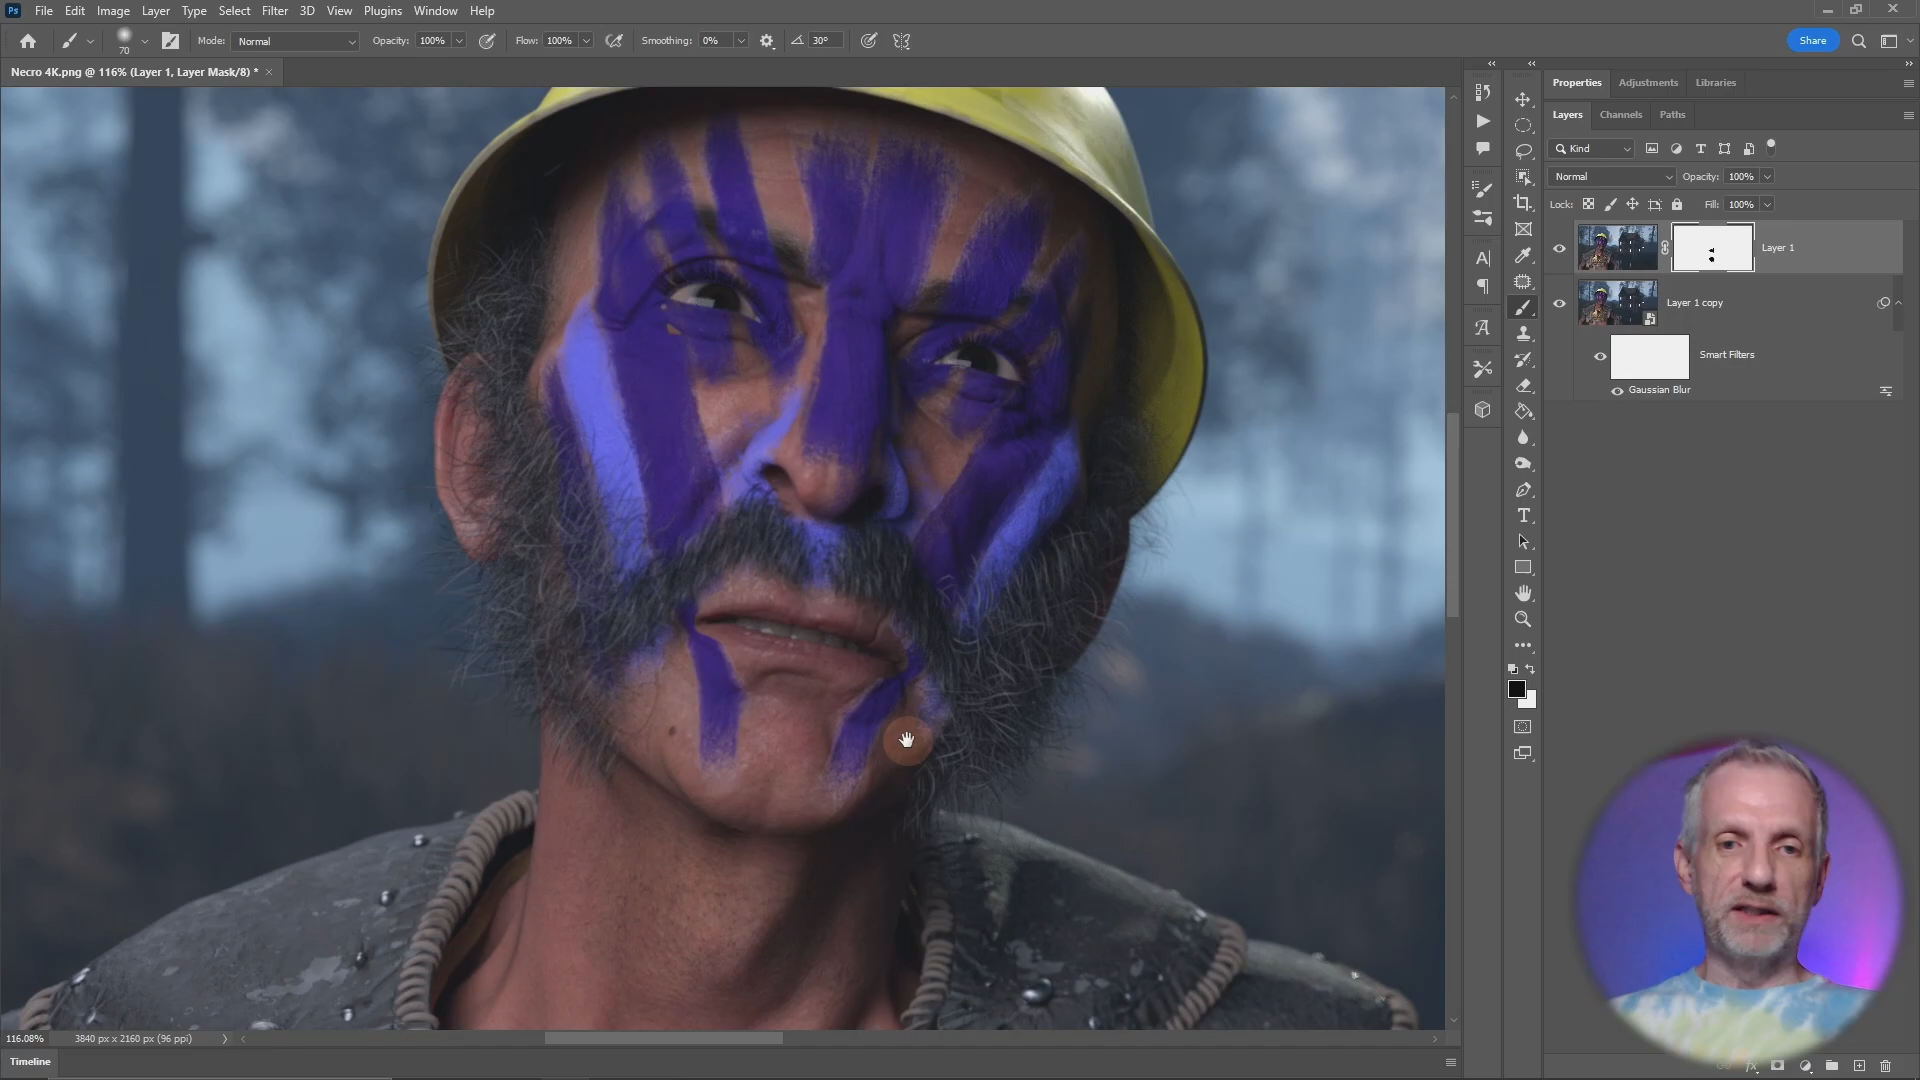 Ps File Edit Image Layer Type Select Filter 3D View Plugins Window Help
70 Mode: Normal Opacity: 100% Flow: 100% Smoothing: 0% 30° Share
Necro 4K.png @ 116% (Layer 1, Layer Mask/8) *
Properties Adjustments Libraries
Layers Channels Paths
Kind
Normal Opacity: 100%
Lock: Fill: 100%
Layer 1
Layer 1 copy
Smart Filters
Gaussian Blur
116.08% 3840 px x 2160 px (96 ppi)
Timeline
fx